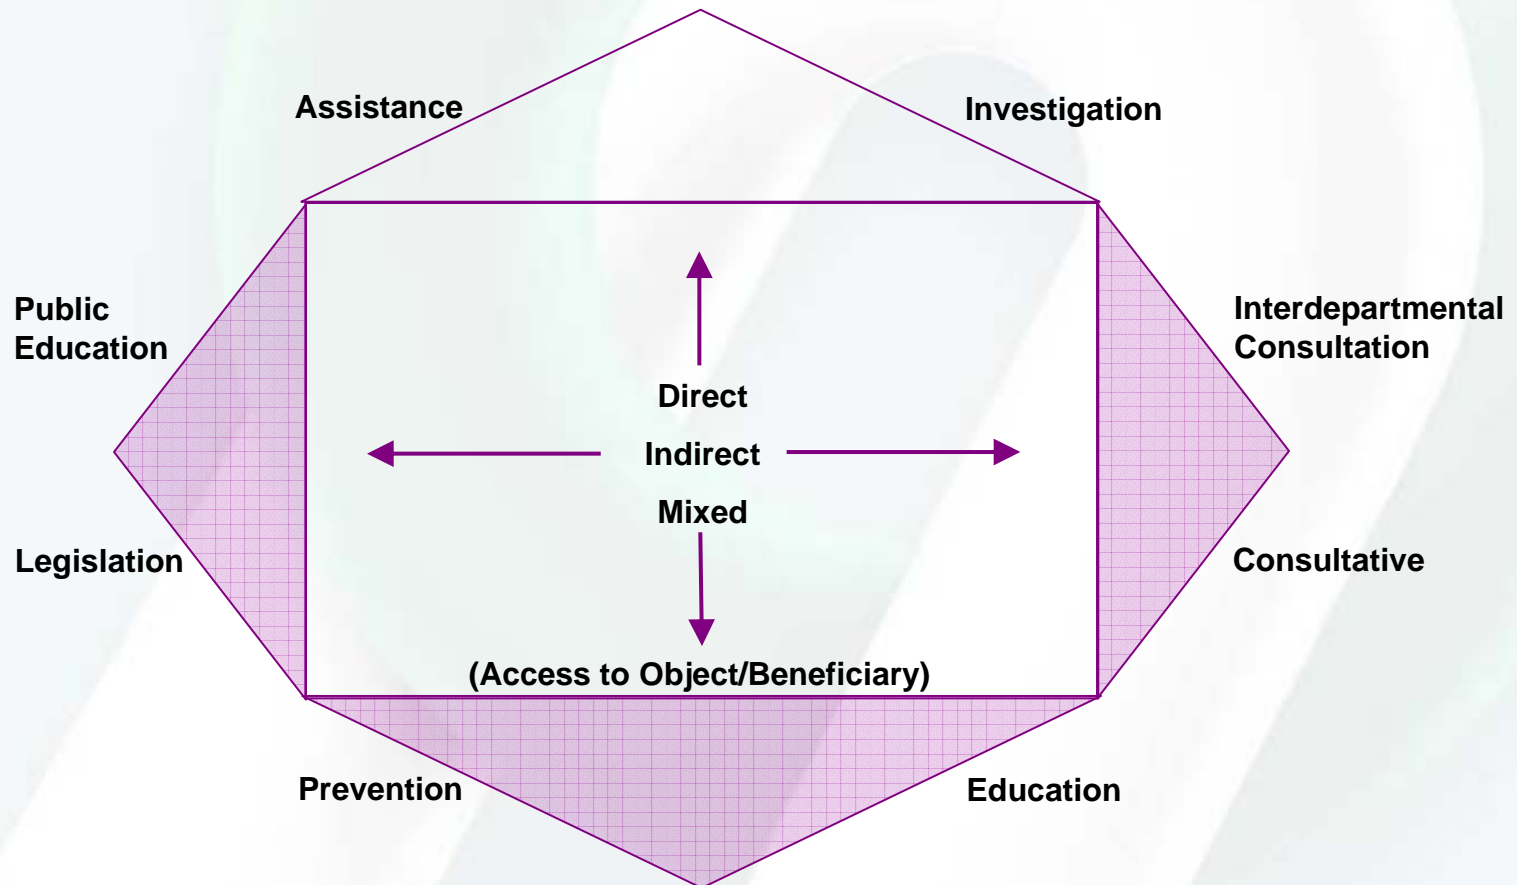 Assistance
Investigation
Public
Education
Interdepartmental
Consultation
Direct
Indirect
Mixed
Legislation
Consultative
(Access to Object/Beneficiary)
Prevention
Education